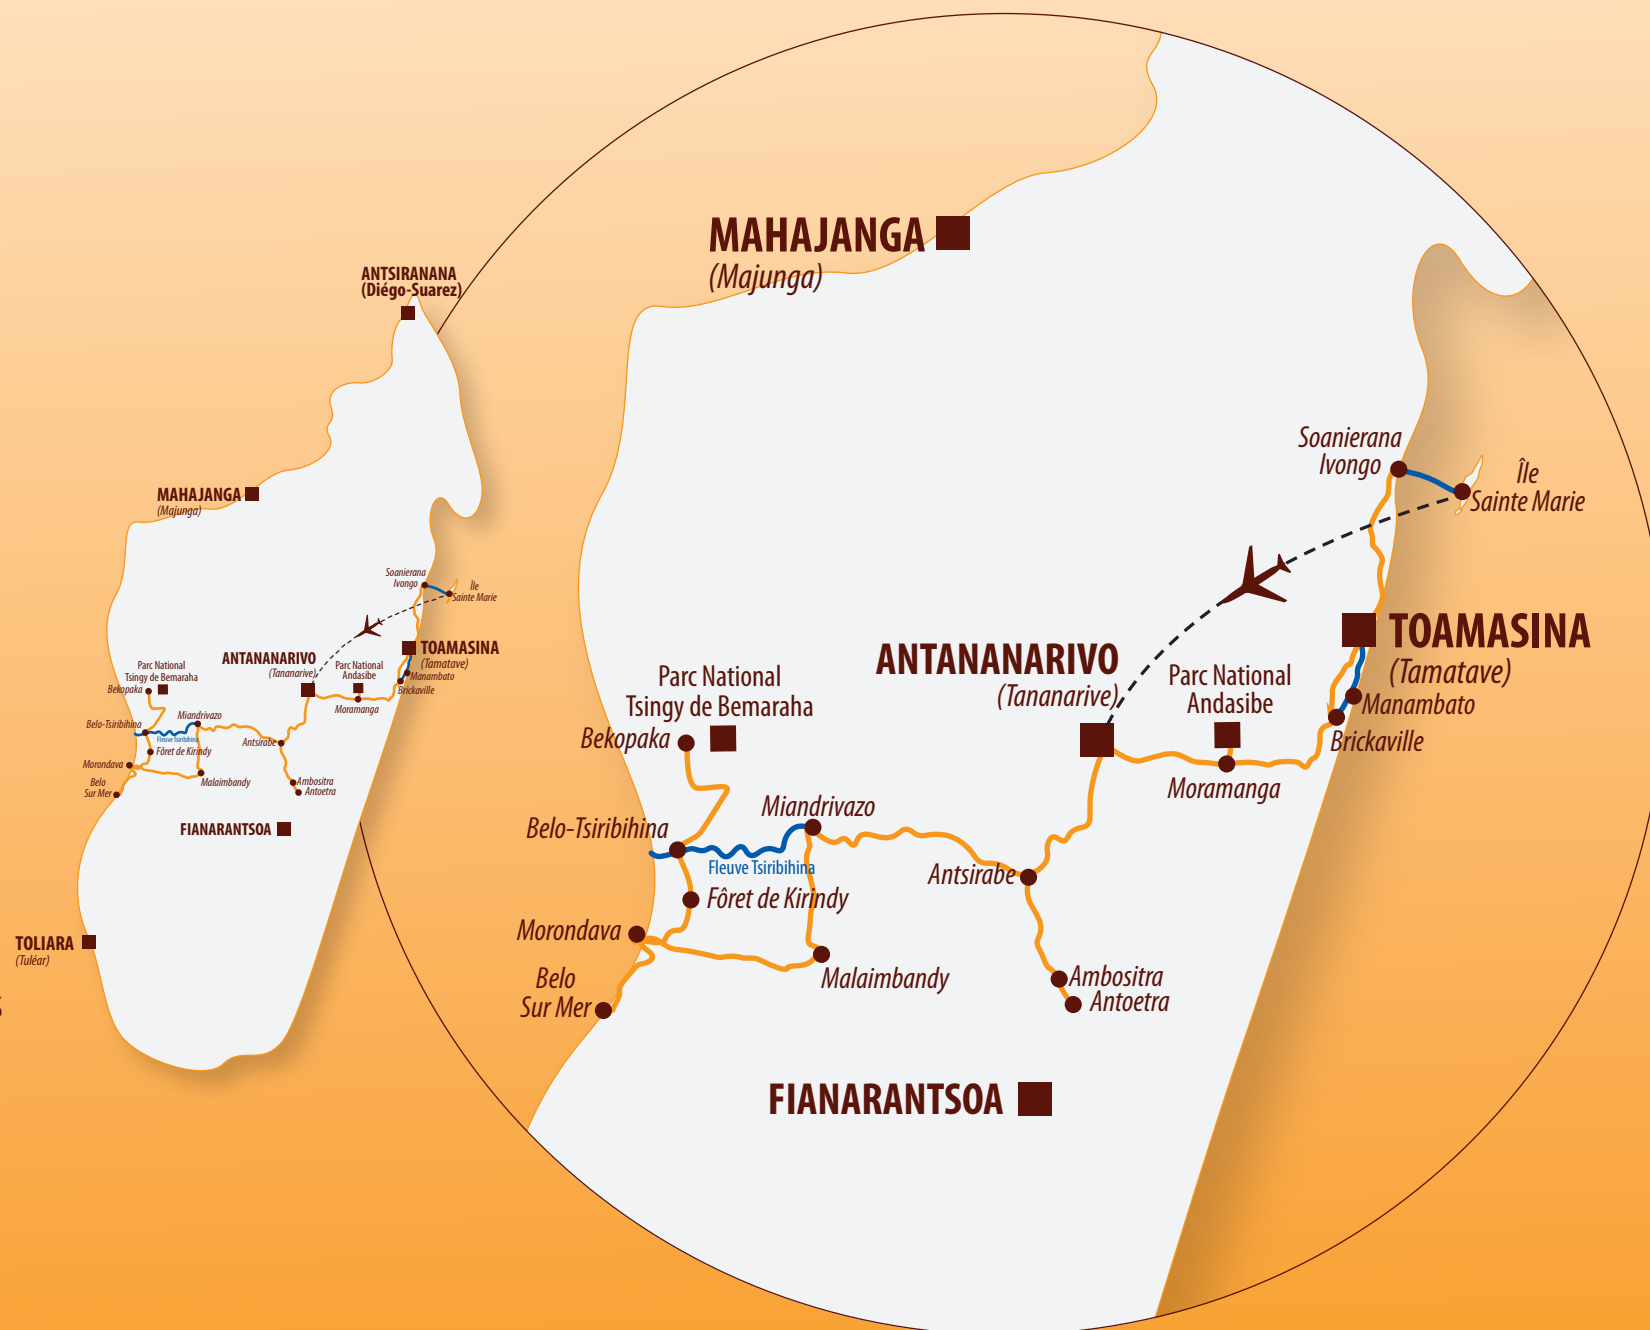 ANTSIRANANA
(Diégo-Suarez)
MAHAJANGA
(Majunga)
Soanierana
Ivongo
Île
Sainte Marie
TOAMASINA
(Tamatave)
ANTANANARIVO
(Tananarive)
Parc National
Andasibe
Parc National
Tsingy de Bemaraha
Bekopaka
Manambato
Brickaville
Moramanga
Belo-Tsiribihina
Miandrivazo
Fleuve Tsiribihina
Antsirabe
Fôret de Kirindy
Morondava
Malaimbandy
Belo
Sur Mer
Ambositra
Antoetra
FIANARANTSOA
TOLIARA
(Tuléar)
MAHAJANGA
(Majunga)
Soanierana
Ivongo
Île
Sainte Marie
TOAMASINA
(Tamatave)
ANTANANARIVO
(Tananarive)
Parc National
Andasibe
Parc National
Tsingy de Bemaraha
Bekopaka
Manambato
Brickaville
Moramanga
Miandrivazo
Belo-Tsiribihina
Fleuve Tsiribihina
Antsirabe
Fôret de Kirindy
Morondava
Malaimbandy
Belo
Sur Mer
Ambositra
Antoetra
FIANARANTSOA